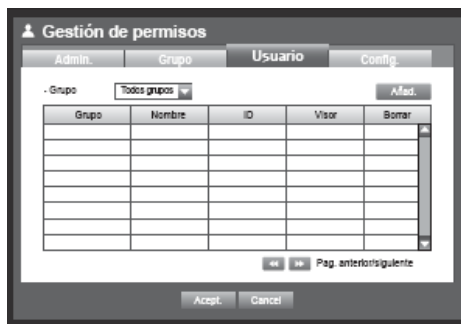 Gestión de permisos
Admin. Grupo Usuario Config.
- Grupo Todos grupos Añad.
Grupo Nombre ID Visor Borrar
Pag. anterior/siguiente
Acept. Cancel